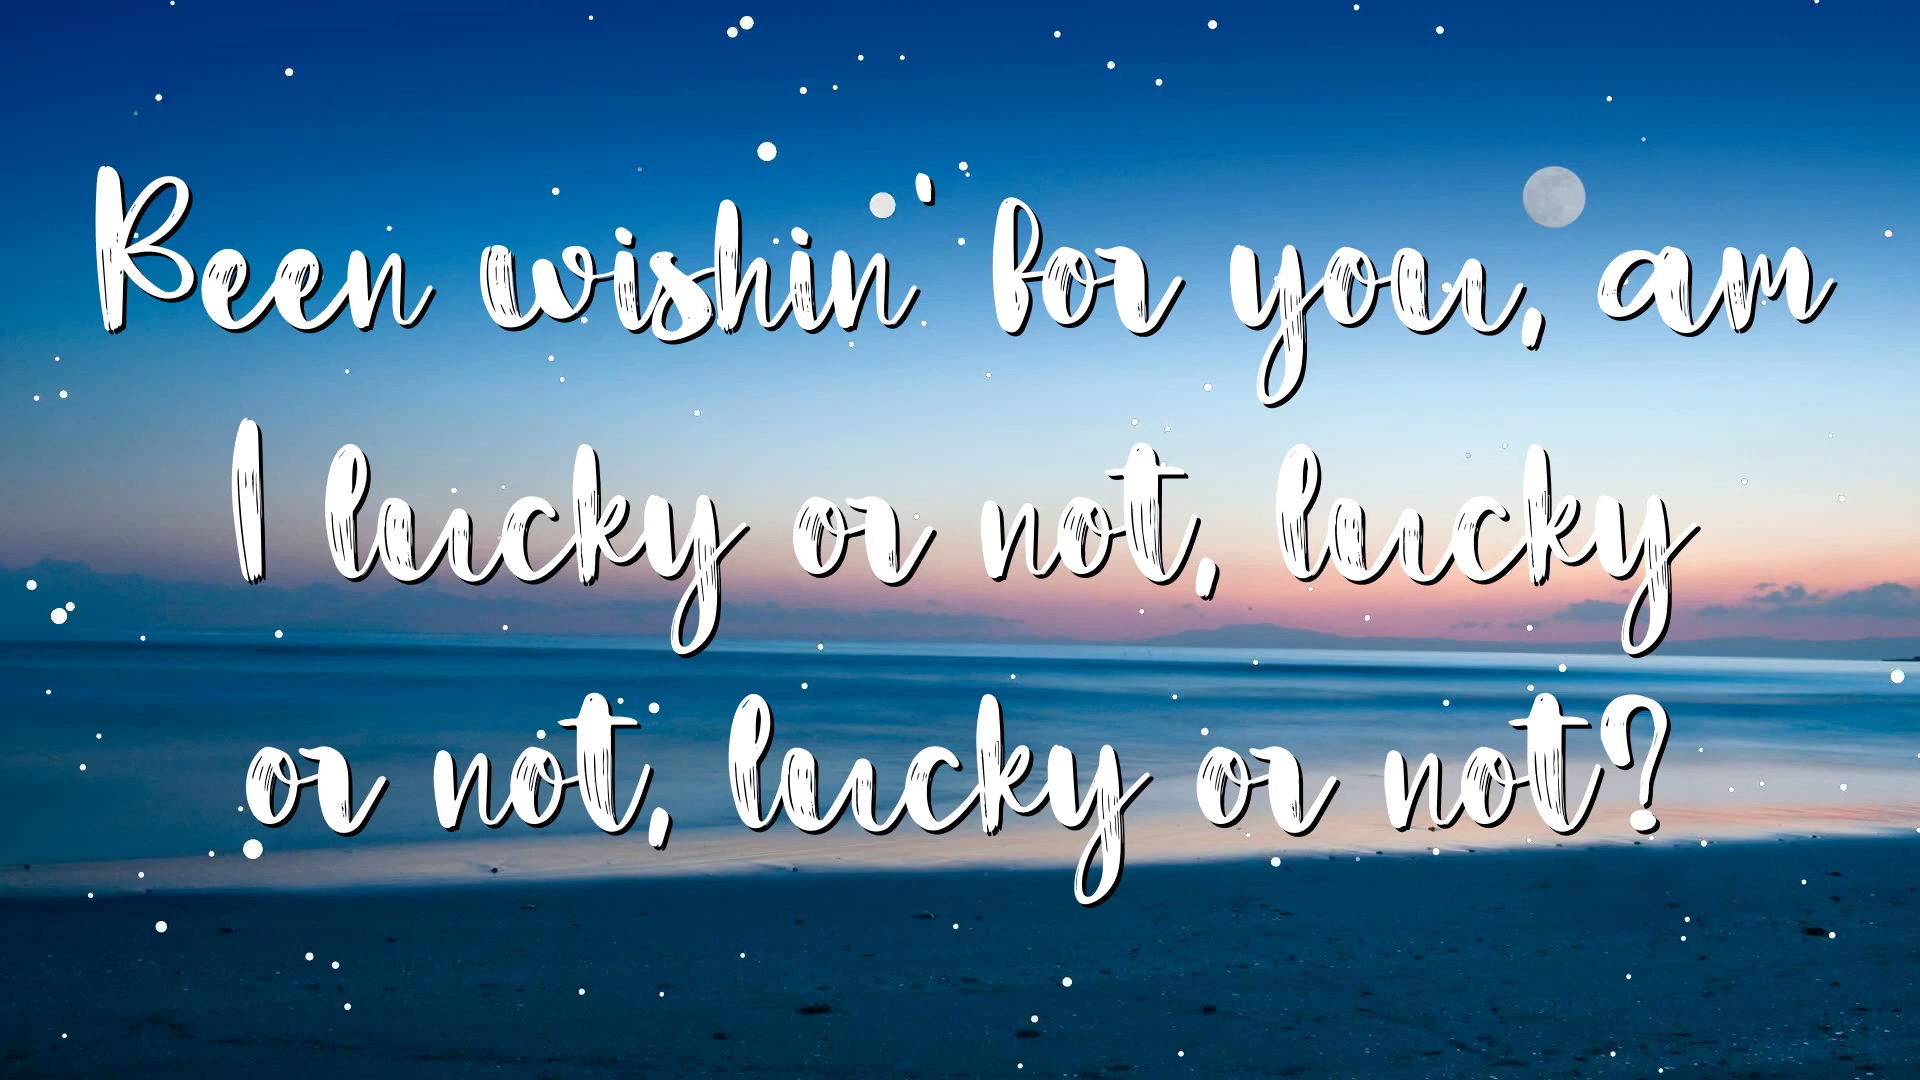 Been wishin' for you, am
I lucky or not, lucky
or not, lucky or not?